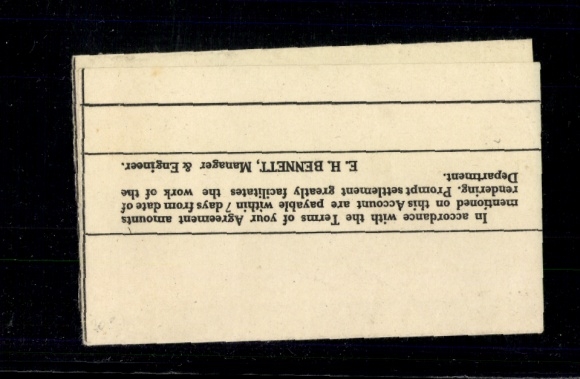 In accordance with the Terms of your Agreement amounts
mentioned on this Account are payable within 7 days from date of
rendering. Prompt settlement greatly facilitates the work of the
Department.
E. H. BENNETT, Manager & Engineer.